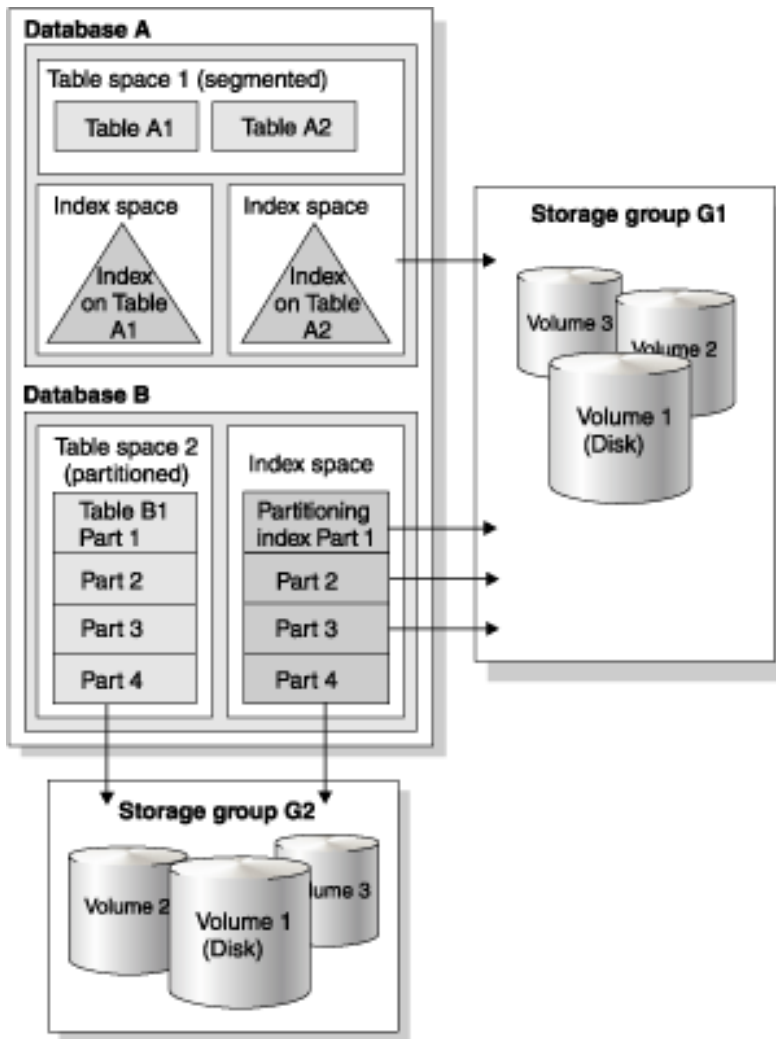 Database A
Table space 1 (segmented)
Table A1
Table A2
Index space
Index
on Table
A1
Index space
Index
on Table
A2
Storage group G1
Volume 3
Volume 2
Volume 1
(Disk)
Database B
Table space 2
(partitioned)
Table B1
Part 1
Part 2
Part 3
Part 4
Index space
Partitioning
index Part 1
Part 2
Part 3
Part 4
Storage group G2
Volume 2
Volume 1
(Disk)
lume 3